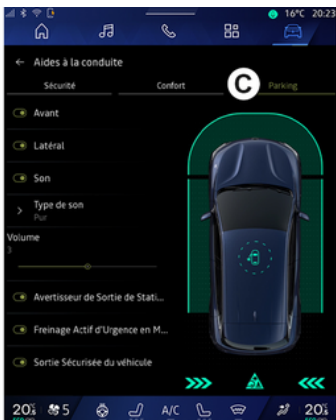 16°C 20:23
← Aides à la conduite
Sécurité Confort C Parking
Avant
Latéral
Son
Type de son
Pur
Volume
3
Avertisseur de Sortie de Stati...
Freinage Actif d'Urgence en M...
Sortie Sécurisée du véhicule
20 5 A/C 20